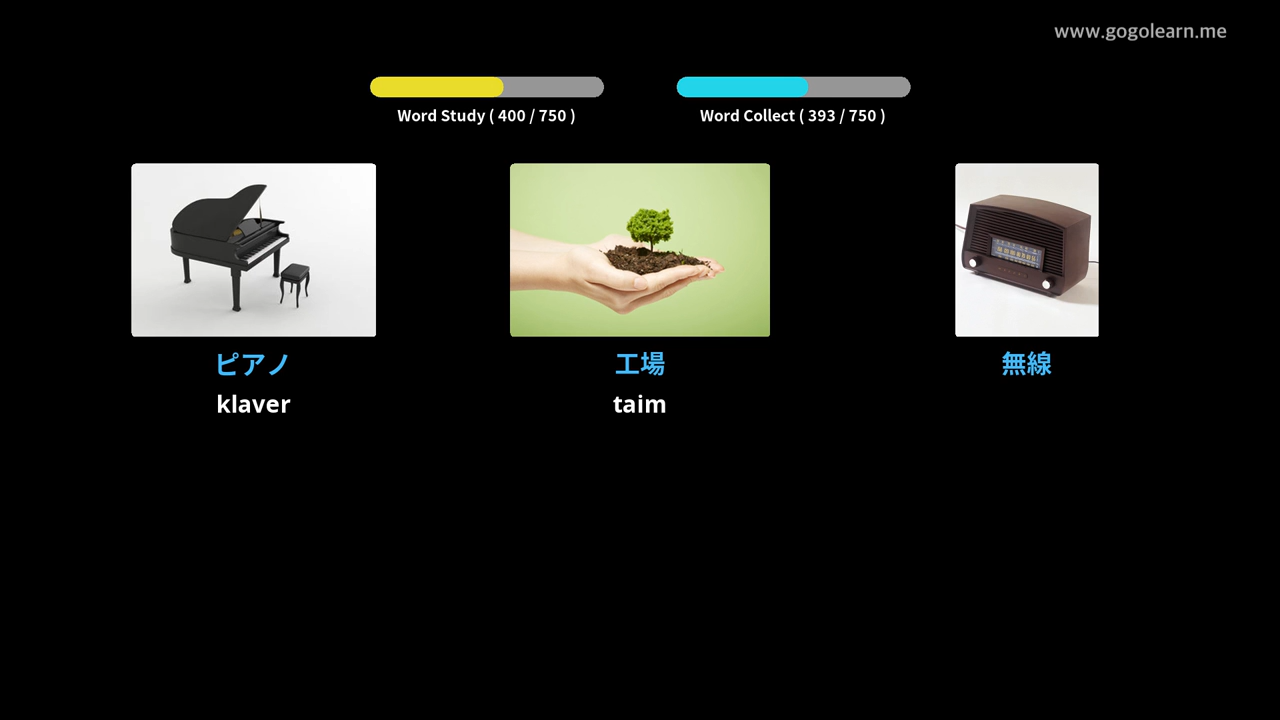 www.gogolearn.me
Word Study ( 400 / 750 )
Word Collect ( 393 / 750 )
ピアノ
工場
無線
klaver
taim